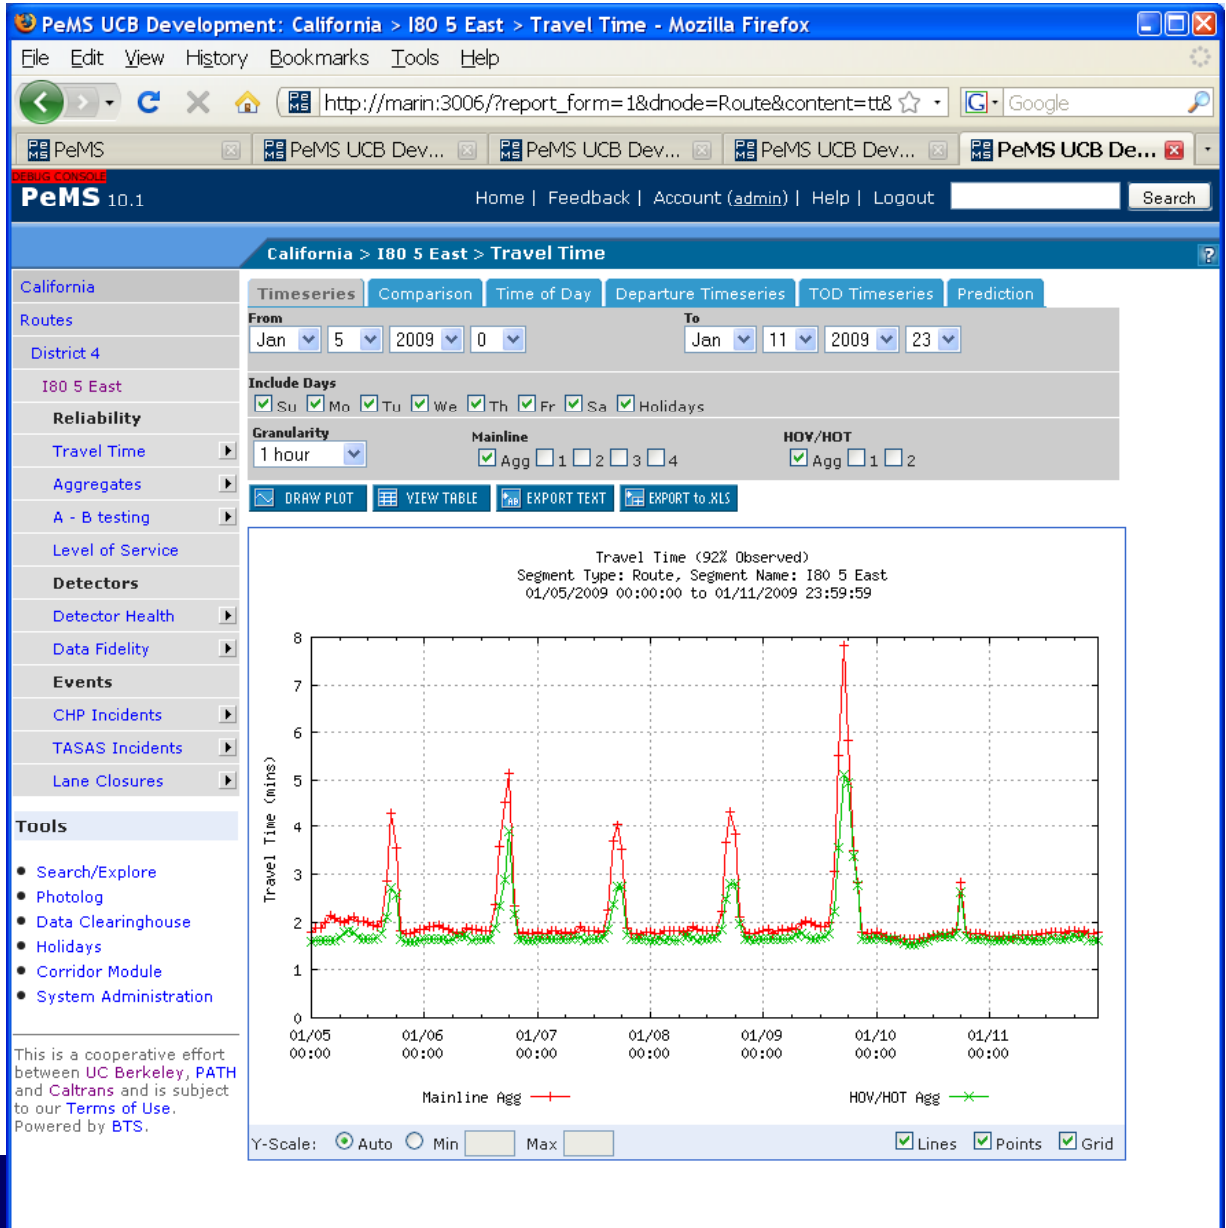 PeMS UCB Development: California > I80 5 East > Travel Time - Mozilla Firefox
File Edit View History Bookmarks Tools Help
http://marin:3006/?report_form=1&dnode=Route&content=tt& Google
PeMS PeMS UCB Dev... PeMS UCB Dev... PeMS UCB Dev... PeMS UCB De...
DEBUG CONSOLE
PeMS 10.1 Home | Feedback | Account (admin) | Help | Logout Search
California > I80 5 East > Travel Time ?
California
Routes
District 4
I80 5 East
Reliability
Travel Time
Aggregates
A - B testing
Level of Service
Detectors
Detector Health
Data Fidelity
Events
CHP Incidents
TASAS Incidents
Lane Closures
Tools
Search/Explore
Photolog
Data Clearinghouse
Holidays
Corridor Module
System Administration
This is a cooperative effort
between UC Berkeley, PATH
and Caltrans and is subject
to our Terms of Use.
Powered by BTS.
Timeseries Comparison Time of Day Departure Timeseries TOD Timeseries Prediction
From To
Jan 5 2009 0 Jan 11 2009 23
Include Days
Su Mo Tu We Th Fr Sa Holidays
Granularity Mainline HOV/HOT
1 hour Agg 1 2 3 4 Agg 1 2
DRAW PLOT VIEW TABLE EXPORT TEXT EXPORT to .XLS
Travel Time (92% Observed)
Segment Type: Route, Segment Name: I80 5 East
01/05/2009 00:00:00 to 01/11/2009 23:59:59
Travel Time (mins)
8
7
6
5
4
3
2
1
0
01/05 01/06 01/07 01/08 01/09 01/10 01/11
00:00 00:00 00:00 00:00 00:00 00:00 00:00
Mainline Agg HOV/HOT Agg
Y-Scale: Auto Min Max Lines Points Grid